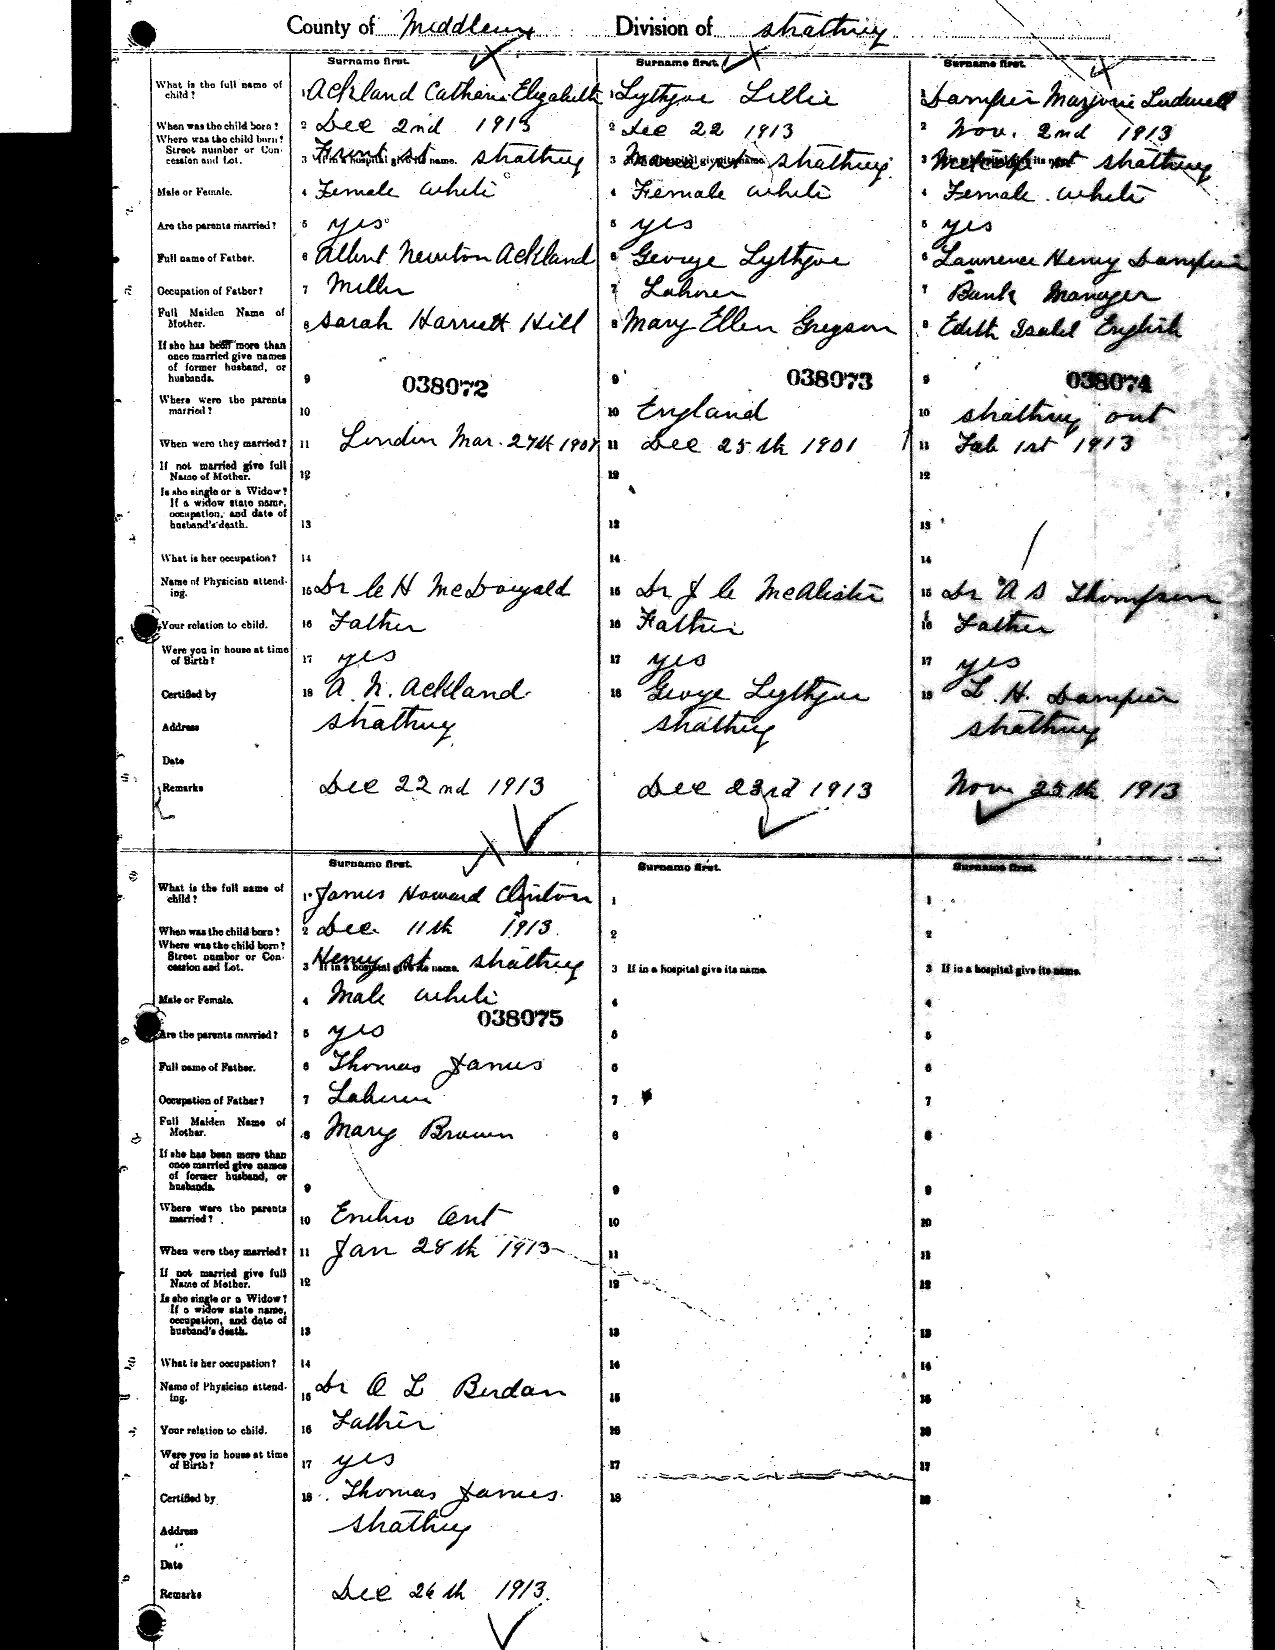 County of Middlesex Division of Strathroy
Surname first. Surname first. Surname first.
What is the full name of child? 1 Ackland Catharine Elizabeth 1 Lythgoe Lillie 1 Dampier Marjorie Ludwell
When was the child born? 2 Dec 2nd 1913 2 Dec 22 1913 2 Nov. 2nd 1913
Where was the child born? Street number or Concession and Lot. 3 If in a hospital give its name. Front st Strathroy 3 st Strathroy 3 Metcalfe st Strathroy
Male or Female. 4 Female White 4 Female White 4 Female White
Are the parents married? 5 yes 5 yes 5 yes
Full name of Father. 6 Albert Newton Ackland 6 George Lythgoe 6 Lawrence Henry Dampier
Occupation of Father? 7 Miller 7 Laborer 7 Bank Manager
Full Maiden Name of Mother. 8 Sarah Harriett Hill 8 Mary Ellen Gregson 8 Edith Isabel English
If she has been more than once married give names of former husband, or husbands. 9 038072 9 038073 9 038074
Where were the parents married? 10 10 England 10 Strathroy Ont
When were they married? 11 London Mar. 27th 1907 11 Dec 25th 1901 11 Feb 1st 1913
If not married give full Name of Mother. 12 12 12
Is she single or a Widow? If a widow state name, occupation, and date of husband's death. 13 13 13
What is her occupation? 14 14 14
Name of Physician attending. 15 Dr C H McDougald 15 Dr J C McAlister 15 Dr A S Thompson
Your relation to child. 16 Father 16 Father 16 Father
Were you in house at time of Birth? 17 yes 17 yes 17 yes
Certified by 18 A. N. Ackland 18 George Lythgoe 18 L. H. Dampier
Address Strathroy Strathroy Strathroy
Date
Remarks Dec 22nd 1913 Dec 23rd 1913 Nov 25th 1913
Surname first. Surname first. Surname first.
What is the full name of child? 1 James Howard Clinton 1 1
When was the child born? 2 Dec. 11th 1913 2 2
Where was the child born? Street number or Concession and Lot. 3 If in a hospital give its name. Henry st Strathroy 3 If in a hospital give its name. 3 If in a hospital give its name.
Male or Female. 4 Male White 4 4
038075
Are the parents married? 5 yes 5 5
Full name of Father. 6 Thomas James 6 6
Occupation of Father? 7 Laborer 7 7
Full Maiden Name of Mother. 8 Mary Brown 8 8
If she has been more than once married give names of former husband, or husbands. 9 9 9
Where were the parents married? 10 Embro Ont 10 10
When were they married? 11 Jan 28th 1913 11 11
If not married give full Name of Mother. 12 12 12
Is she single or a Widow? If a widow state name, occupation, and date of husband's death. 13 13 13
What is her occupation? 14 14 14
Name of Physician attending. 15 Dr O L Berdan 15 15
Your relation to child. 16 Father 16 16
Were you in house at time of Birth? 17 yes 17 17
Certified by 18 Thomas James 18 18
Address Strathroy
Date
Remarks Dec 26th 1913.